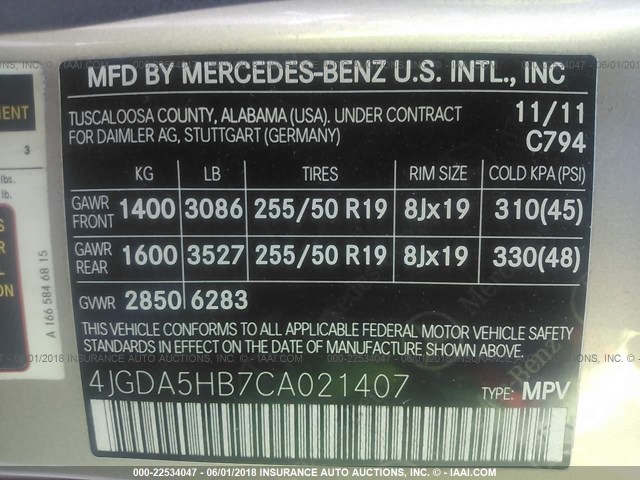 MFD BY MERCEDES-BENZ U.S. INTL., INC
TUSCALOOSA COUNTY, ALABAMA (USA). UNDER CONTRACT 11/11
FOR DAIMLER AG, STUTTGART (GERMANY) C794
KG LB TIRES RIM SIZE COLD KPA (PSI)
GAWR FRONT 1400 3086 255/50 R19 8Jx19 310(45)
GAWR REAR 1600 3527 255/50 R19 8Jx19 330(48)
GVWR 2850 6283
THIS VEHICLE CONFORMS TO ALL APPLICABLE FEDERAL MOTOR VEHICLE SAFETY
STANDARDS IN EFFECT ON THE DATE OF MANUFACTURE SHOWN ABOVE.
4JGDA5HB7CA021407 TYPE: MPV
3
lbs.
lb.
A 166 584 68 15
000-22534047 - 06/01/2018 INSURANCE AUTO AUCTIONS, INC. - IAAI.COM